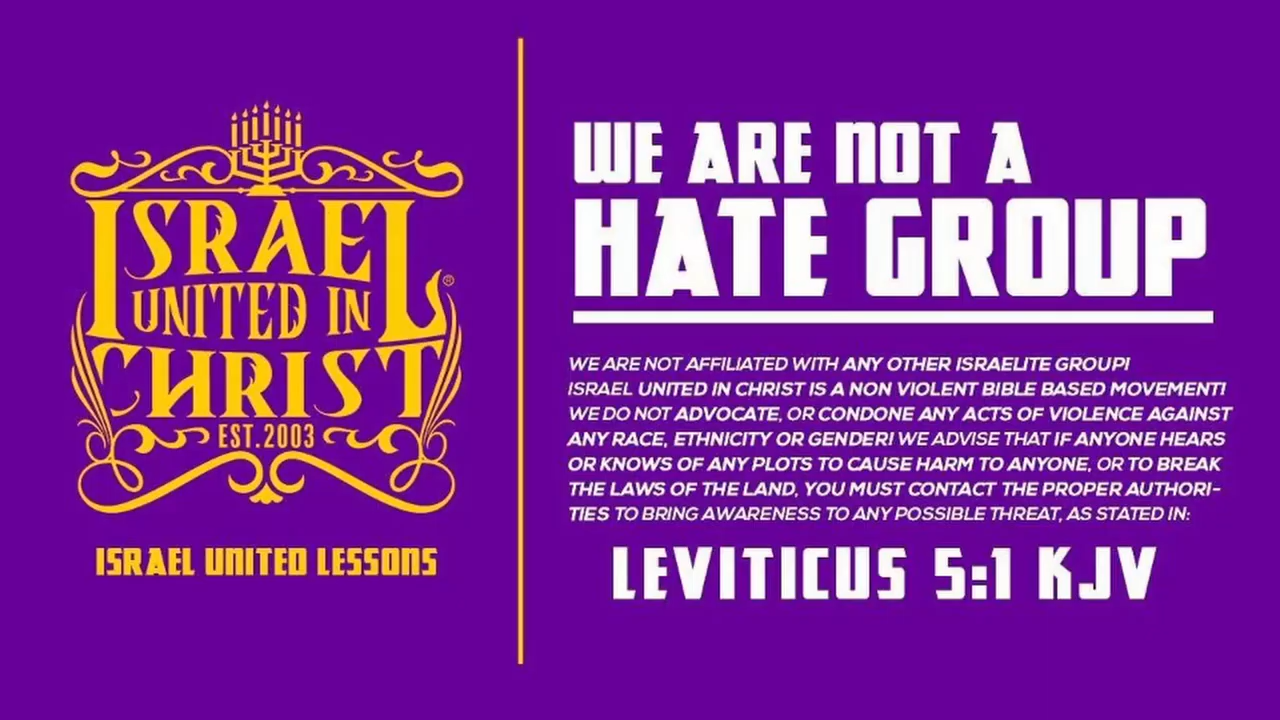 ISRAEL
UNITED IN
CHRIST
®
EST.2003
ISRAEL UNITED LESSONS
WE ARE NOT A
HATE GROUP
WE ARE NOT AFFILIATED WITH ANY OTHER ISRAELITE GROUP!
ISRAEL UNITED IN CHRIST IS A NON VIOLENT BIBLE BASED MOVEMENT!
WE DO NOT ADVOCATE, OR CONDONE ANY ACTS OF VIOLENCE AGAINST
ANY RACE, ETHNICITY OR GENDER! WE ADVISE THAT IF ANYONE HEARS
OR KNOWS OF ANY PLOTS TO CAUSE HARM TO ANYONE, OR TO BREAK
THE LAWS OF THE LAND, YOU MUST CONTACT THE PROPER AUTHORI-
TIES TO BRING AWARENESS TO ANY POSSIBLE THREAT, AS STATED IN:
LEVITICUS 5:1 KJV